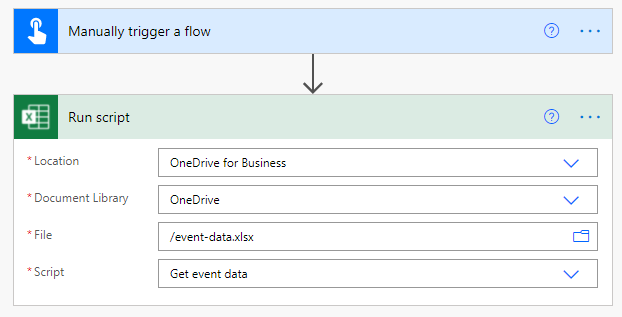 Manually trigger a flow ? ...
Run script ? ...
* Location OneDrive for Business
* Document Library OneDrive
* File /event-data.xlsx
* Script Get event data